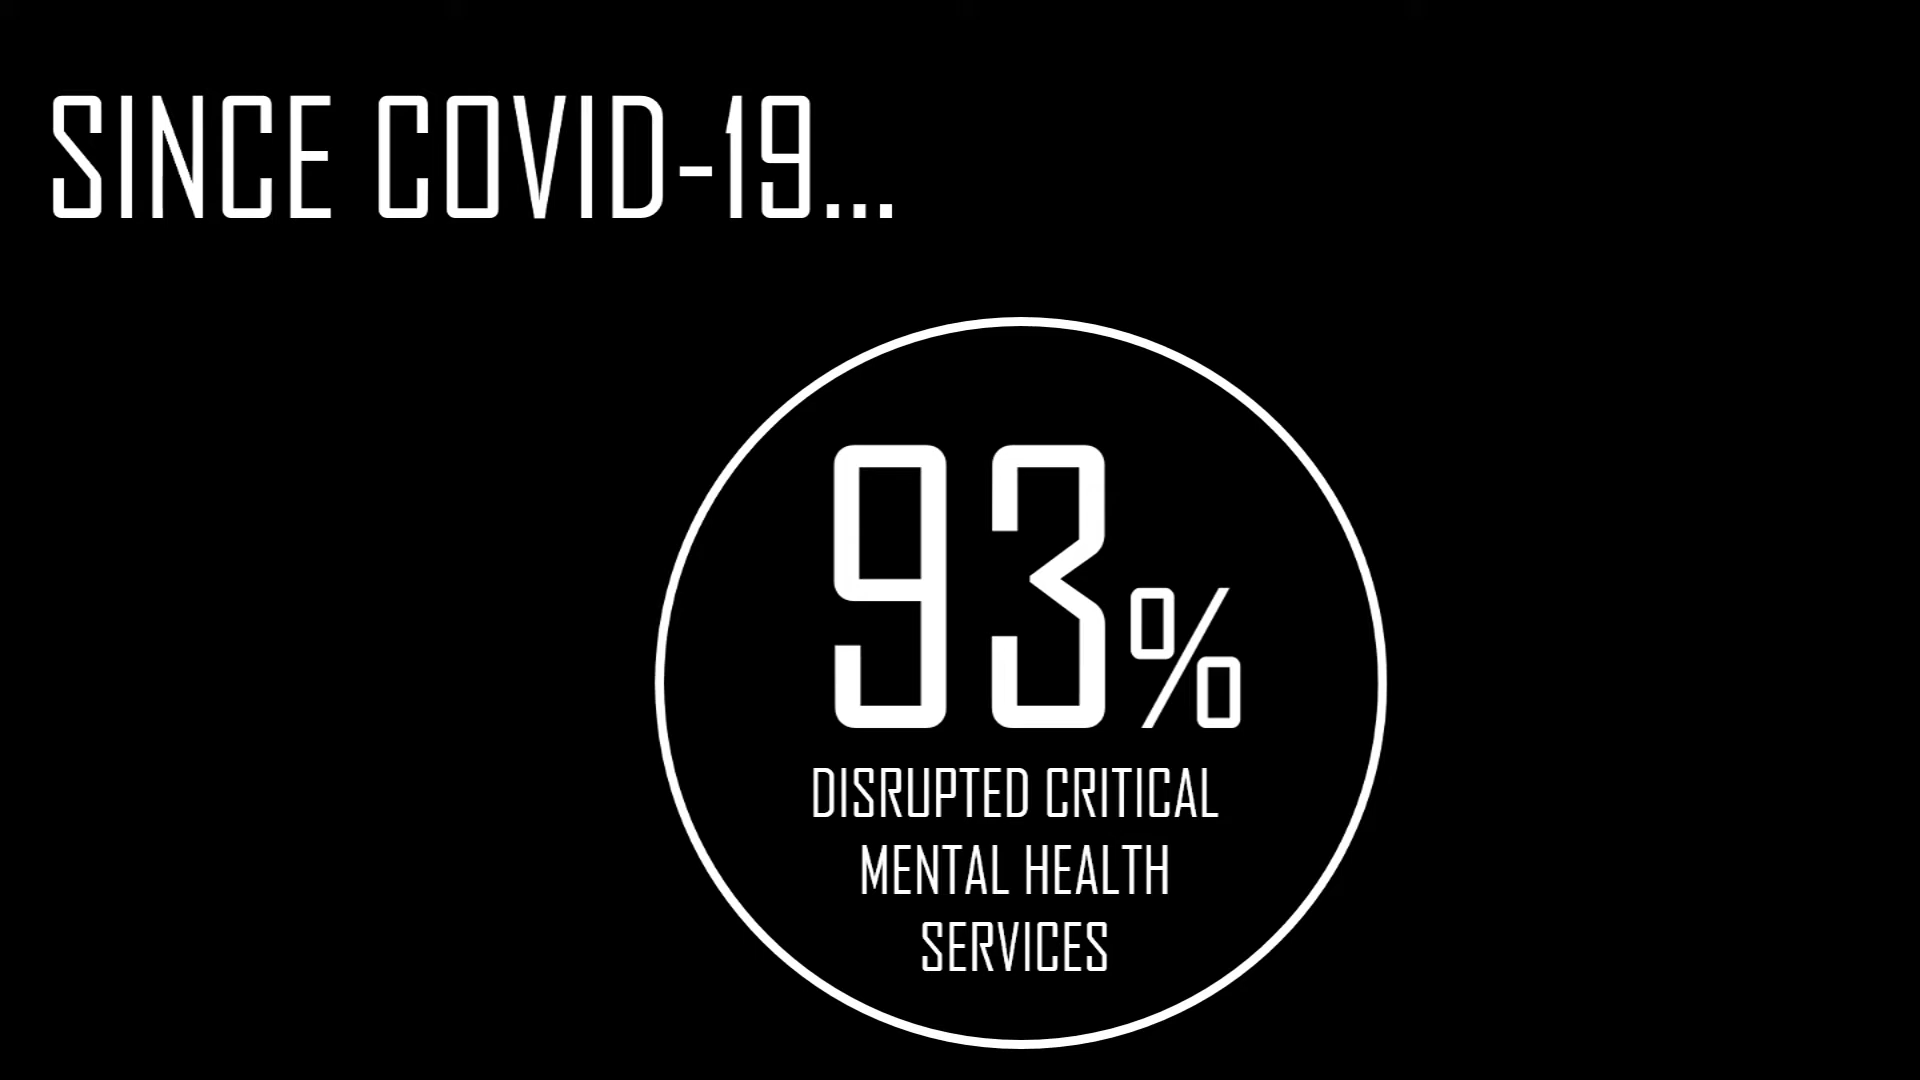 SINCE COVID-19...
93%
DISRUPTED CRITICAL
MENTAL HEALTH
SERVICES